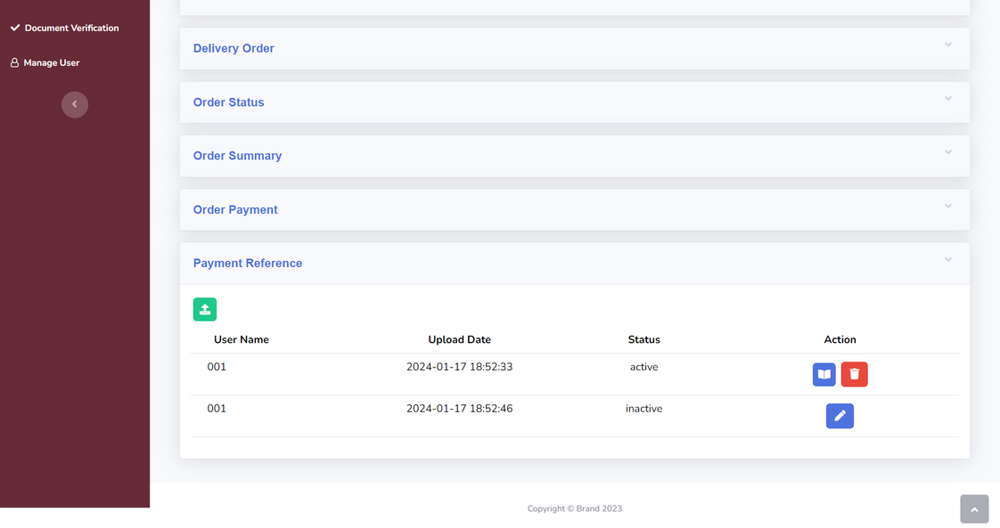 Document Verification
Manage User
Delivery Order
Order Status
Order Summary
Order Payment
Payment Reference
User Name Upload Date Status Action
001 2024-01-17 18:52:33 active
001 2024-01-17 18:52:46 inactive
Copyright © Brand 2023